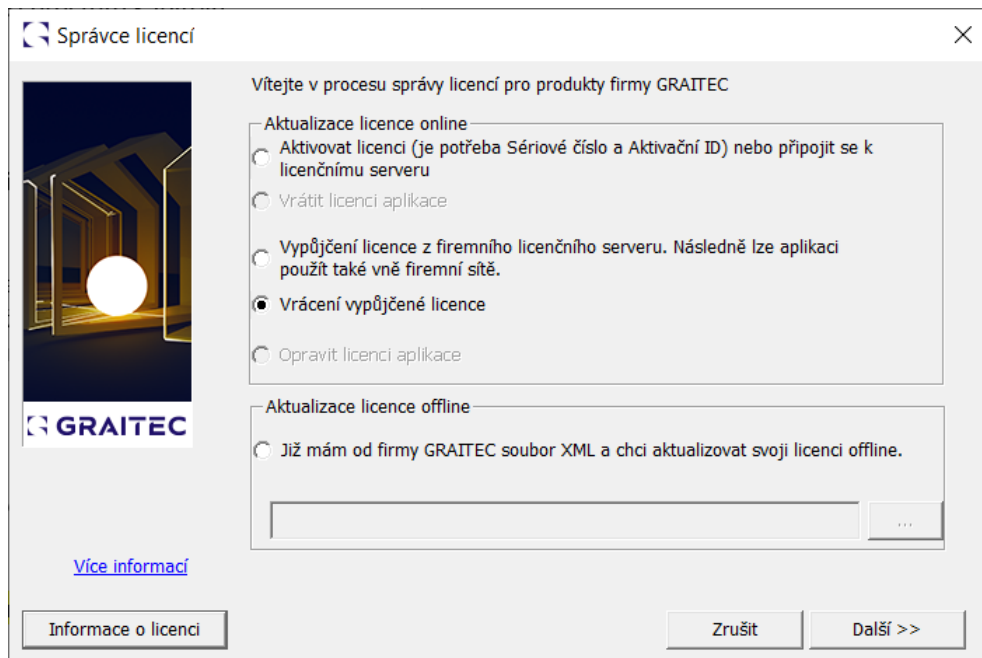 Správce licencí
Vítejte v procesu správy licencí pro produkty firmy GRAITEC
Aktualizace licence online
Aktivovat licenci (je potřeba Sériové číslo a Aktivační ID) nebo připojit se k
licenčnímu serveru
Vrátit licenci aplikace
Vypůjčení licence z firemního licenčního serveru. Následně lze aplikaci
použít také vně firemní sítě.
Vrácení vypůjčené licence
Opravit licenci aplikace
GRAITEC
Aktualizace licence offline
Již mám od firmy GRAITEC soubor XML a chci aktualizovat svoji licenci offline.
...
Více informací
Informace o licenci
Zrušit
Další >>